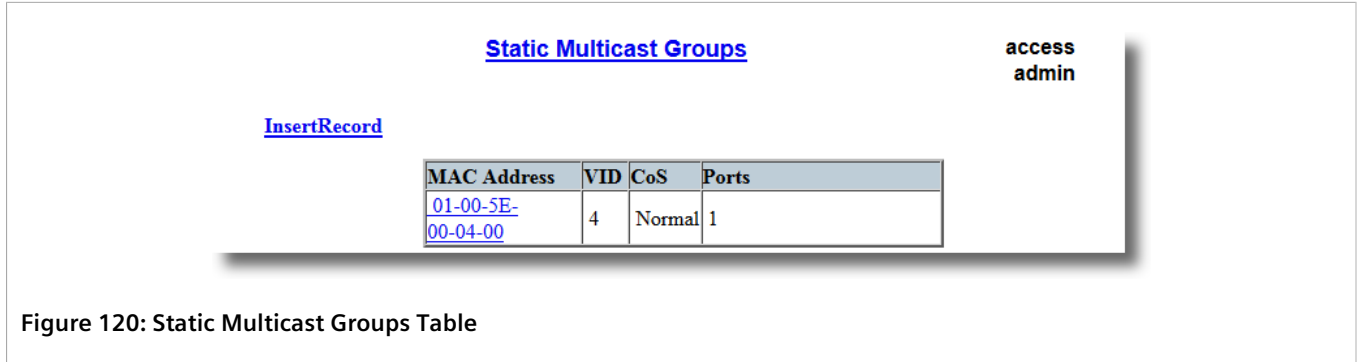 Static Multicast Groups
access
admin
InsertRecord
MAC Address VID CoS Ports
01-00-5E-
00-04-00 4 Normal 1
Figure 120: Static Multicast Groups Table